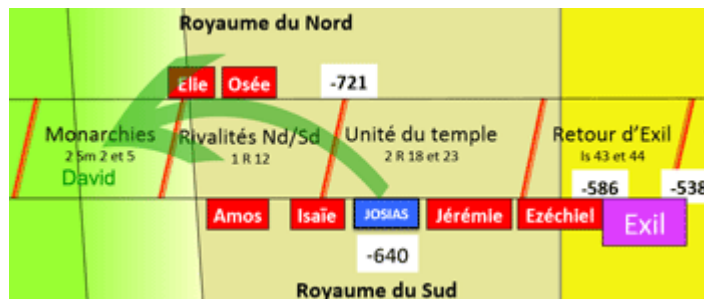 Royaume du Nord
Elie
Osée
-721
Monarchies
2 Sm 2 et 5
David
Rivalités Nd/Sd
1 R 12
Unité du temple
2 R 18 et 23
Retour d'Exil
Is 43 et 44
-586
-538
Amos
Isaïe
JOSIAS
Jérémie
Ezéchiel
Exil
-640
Royaume du Sud